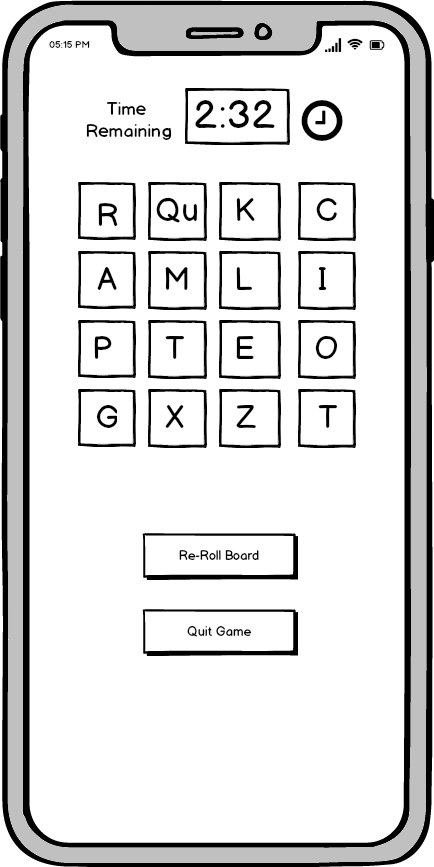 05:15 PM
Time
Remaining
2:32
R Qu K C
A M L I
P T E O
G X Z T
Re-Roll Board
Quit Game